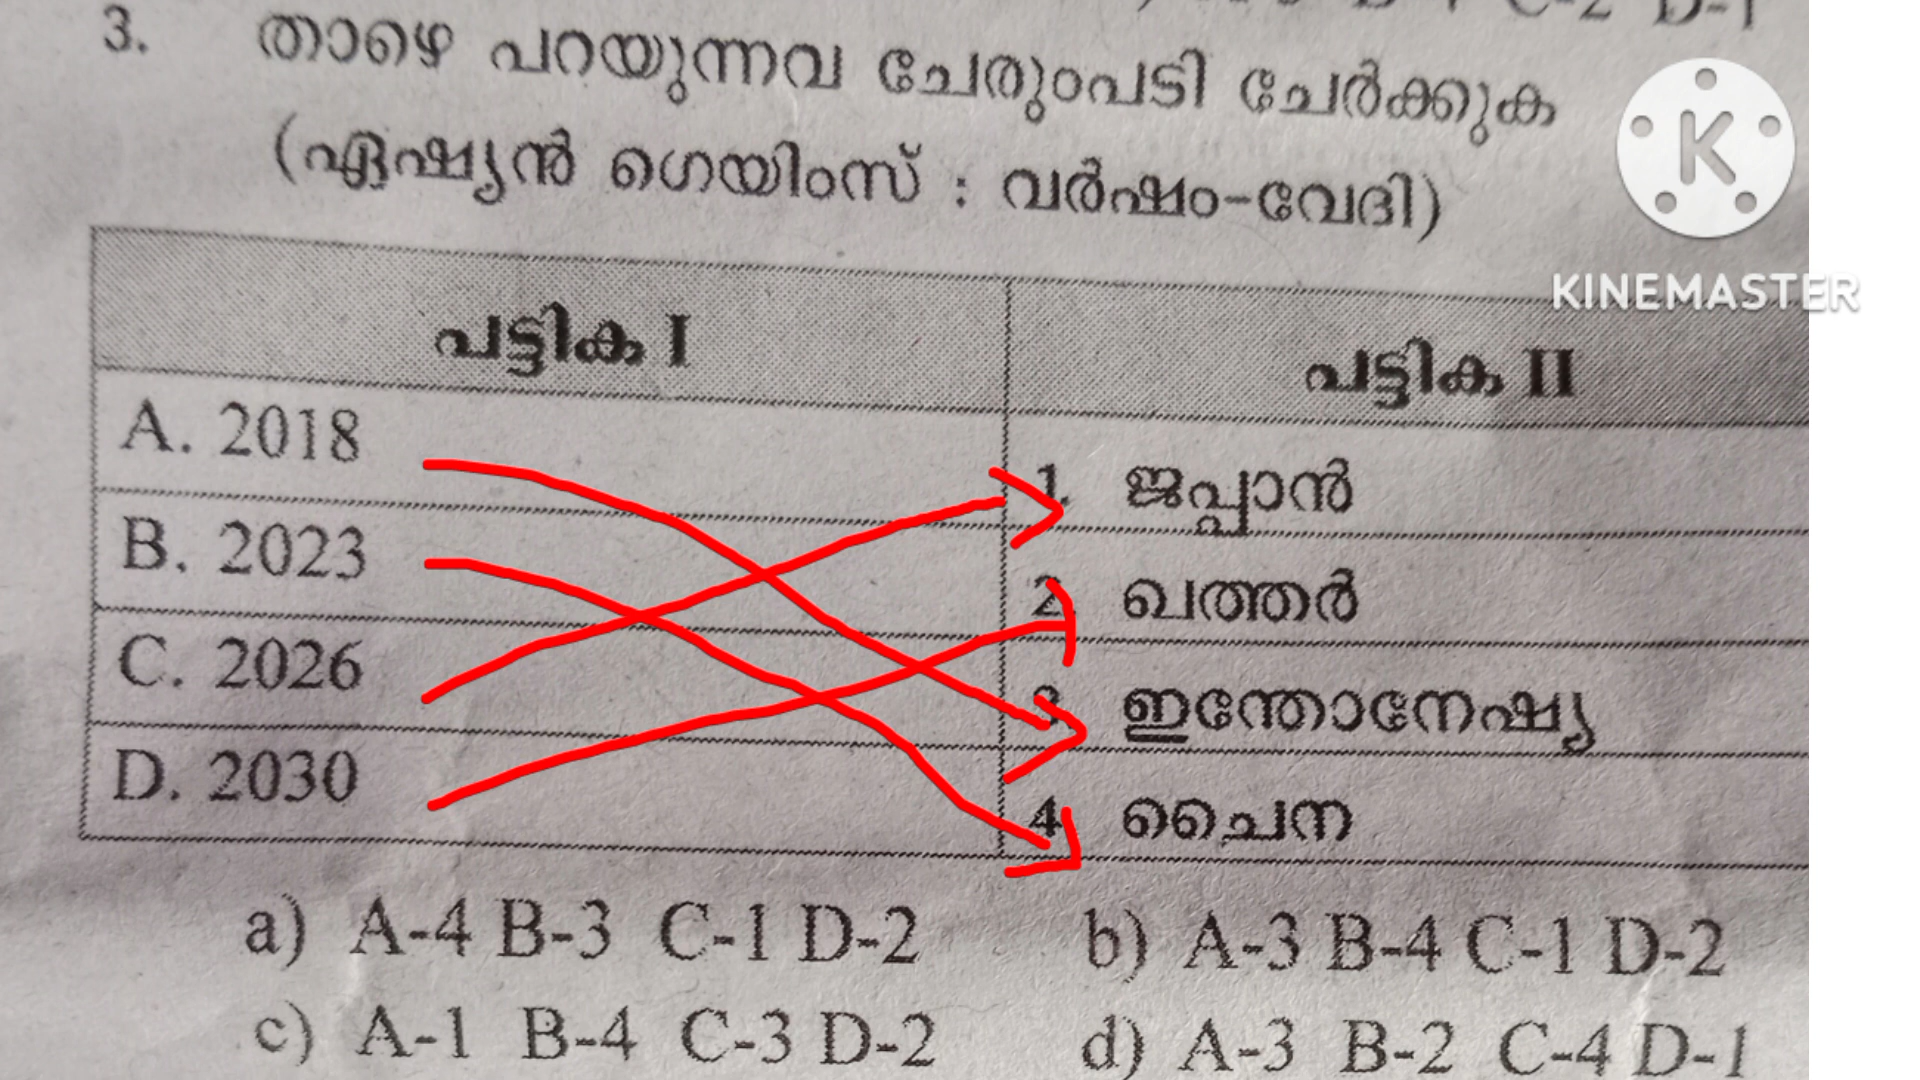 3. താഴെ പറയുന്നവ ചേരുംപടി ചേർക്കുക
(ഏഷ്യൻ ഗെയിംസ് : വർഷം-വേദി)
K
KINEMASTER
പട്ടിക I പട്ടിക II
A. 2018 1. ജപ്പാൻ
B. 2023 2. ഖത്തർ
C. 2026 3. ഇന്തോനേഷ്യ
D. 2030 4. ചൈന
a) A-4 B-3 C-1 D-2 b) A-3 B-4 C-1 D-2
c) A-1 B-4 C-3 D-2 d) A-3 B-2 C-4 D-1